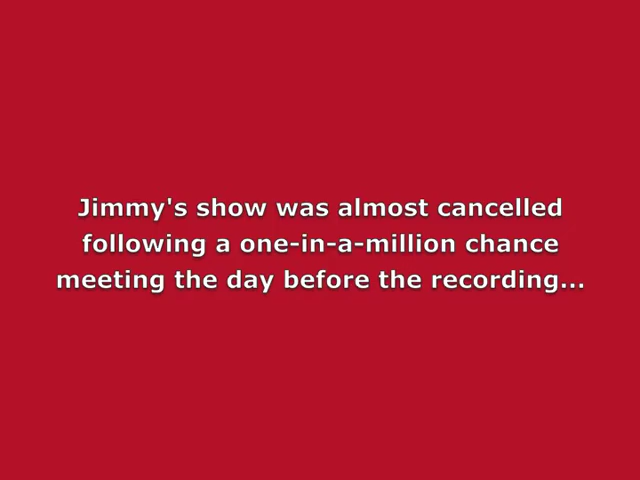 Jimmy's show was almost cancelled
following a one-in-a-million chance
meeting the day before the recording...